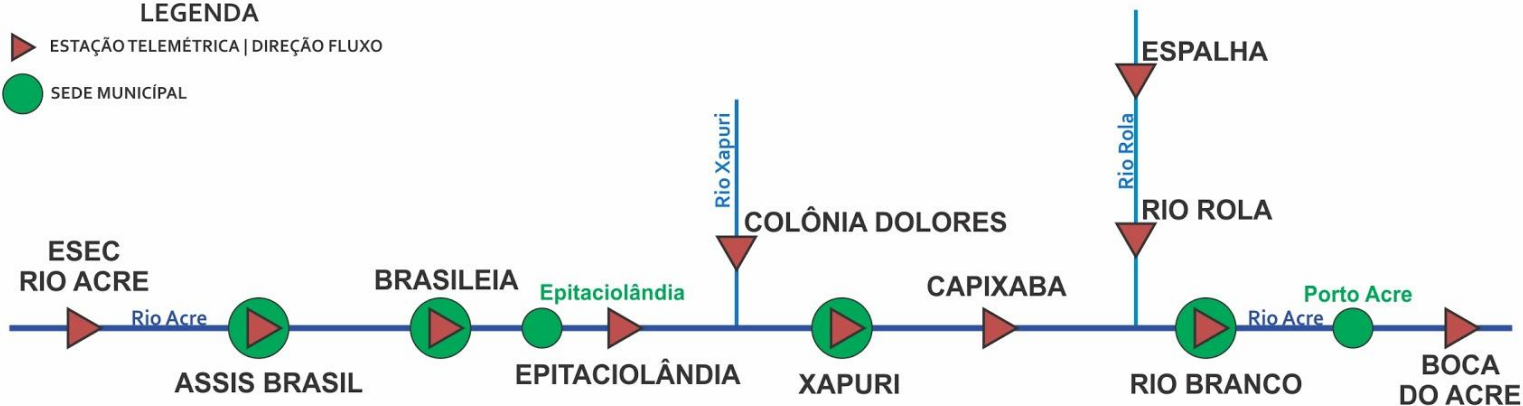 LEGENDA
ESTAÇÃO TELEMÉTRICA | DIREÇÃO FLUXO
SEDE MUNICÍPAL
ESPALHA
Rio Xapuri
Rio Rola
COLÔNIA DOLORES
RIO ROLA
ESEC
RIO ACRE
BRASILEIA
Epitaciolândia
CAPIXABA
Porto Acre
Rio Acre
Rio Acre
ASSIS BRASIL
EPITACIOLÂNDIA
XAPURI
RIO BRANCO
BOCA
DO ACRE